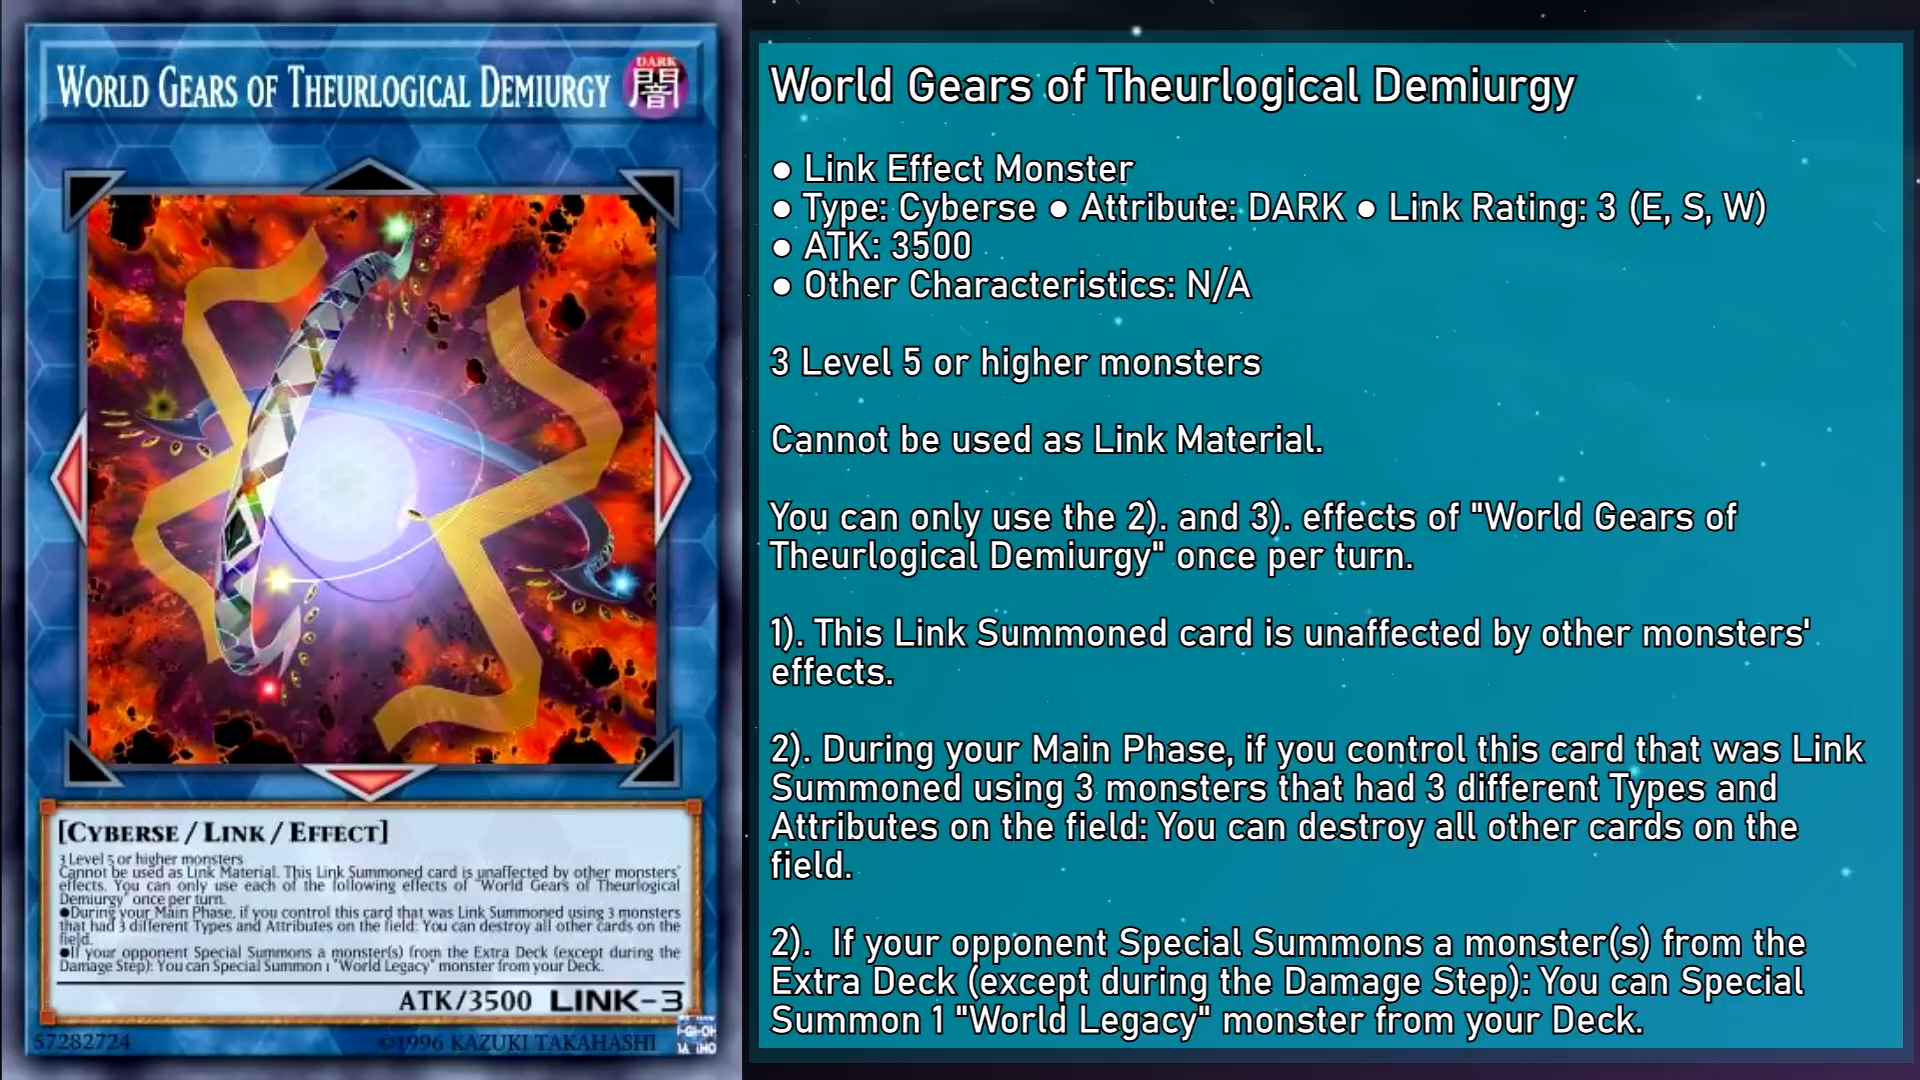 WORLD GEARS OF THEURLOGICAL DEMIURGY
DARK
闇
[CYBERSE / LINK / EFFECT]
3 Level 5 or higher monsters
Cannot be used as Link Material. This Link Summoned card is unaffected by other monsters'
effects. You can only use each of the following effects of "World Gears of Theurlogical
Demiurgy" once per turn.
●During your Main Phase, if you control this card that was Link Summoned using 3 monsters
that had 3 different Types and Attributes on the field: You can destroy all other cards on the
field.
●If your opponent Special Summons a monster(s) from the Extra Deck (except during the
Damage Step): You can Special Summon 1 "World Legacy" monster from your Deck.
ATK/3500 LINK-3
57282724
©1996 KAZUKI TAKAHASHI
World Gears of Theurlogical Demiurgy
● Link Effect Monster
● Type: Cyberse ● Attribute: DARK ● Link Rating: 3 (E, S, W)
● ATK: 3500
● Other Characteristics: N/A
3 Level 5 or higher monsters
Cannot be used as Link Material.
You can only use the 2). and 3). effects of "World Gears of
Theurlogical Demiurgy" once per turn.
1). This Link Summoned card is unaffected by other monsters'
effects.
2). During your Main Phase, if you control this card that was Link
Summoned using 3 monsters that had 3 different Types and
Attributes on the field: You can destroy all other cards on the
field.
2).  If your opponent Special Summons a monster(s) from the
Extra Deck (except during the Damage Step): You can Special
Summon 1 "World Legacy" monster from your Deck.